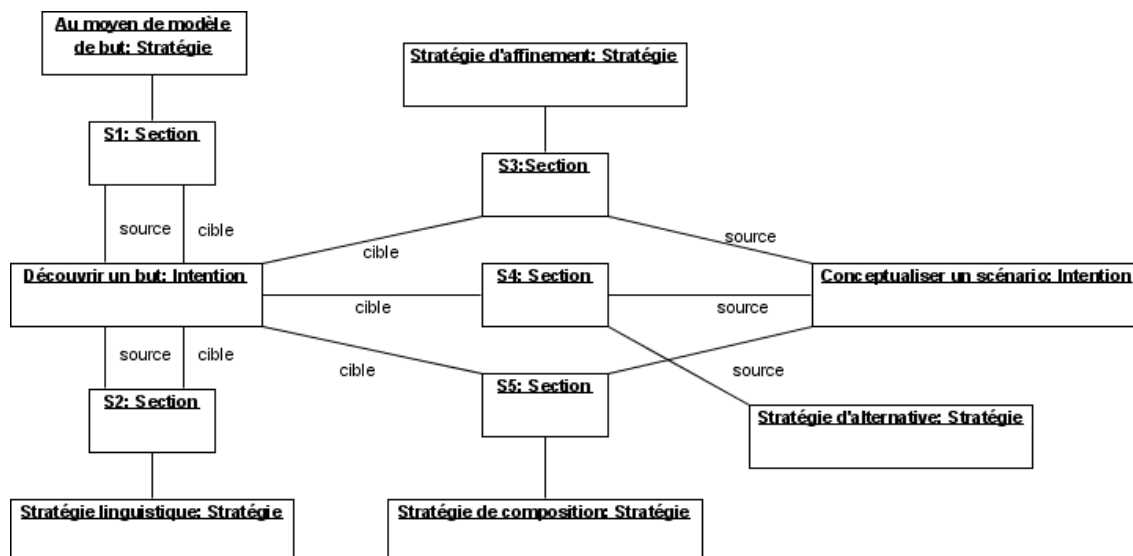 Au moyen de modèle
de but: Stratégie
Stratégie d'affinement: Stratégie
S1: Section
S3:Section
source
cible
cible
source
Découvrir un but: Intention
S4: Section
Conceptualiser un scénario: Intention
cible
source
source
cible
cible
source
S2: Section
S5: Section
Stratégie d'alternative: Stratégie
Stratégie linguistique: Stratégie
Stratégie de composition: Stratégie